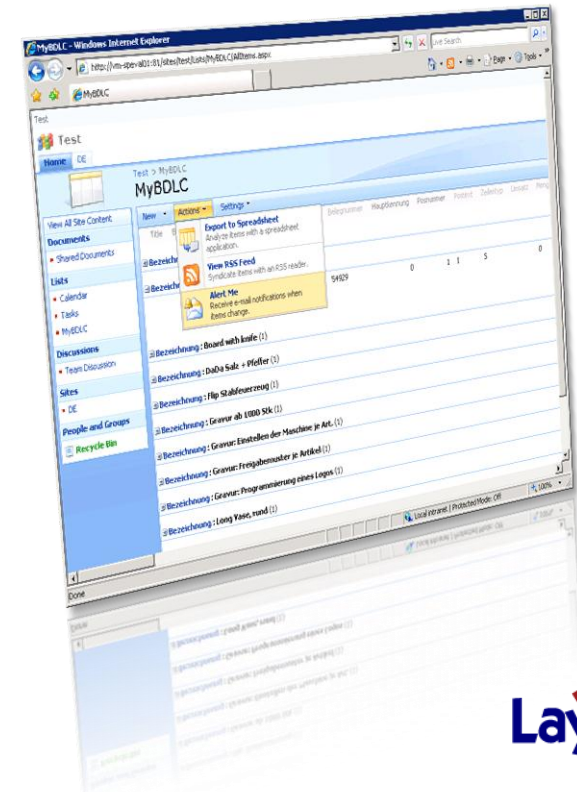 MyBDLC - Windows Internet Explorer
http://vm-spevial01:81/sites/test/Lists/MyBDLC/AllItems.aspx
Live Search
MyBDLC
Page Tools
Test
Test
Home DE
Test > MyBDLC
MyBDLC
New Actions Settings
View All Site Content
Documents
Shared Documents
Lists
Calendar
Tasks
MyBDLC
Discussions
Team Discussion
Sites
DE
People and Groups
Recycle Bin
Title Belegnummer Hauptkennung Posnummer Umsatz
Export to Spreadsheet
Analyze items with a spreadsheet
application.
View RSS Feed
Syndicate items with an RSS reader.
Alert Me
Receive e-mail notifications when
items change.
54929 0 1 1 5 0
Bezeichnung : Board with knife (1)
Bezeichnung : DaDa Salz + Pfeffer (1)
Bezeichnung : Flip Stabfeuerzeug (1)
Bezeichnung : Gravur ab 1000 Stk (1)
Bezeichnung : Gravur: Einstellen der Maschine je Art. (1)
Bezeichnung : Gravur: Freigabemuster je Artikel (1)
Bezeichnung : Gravur: Programmierung eines Logos (1)
Bezeichnung : Long Vase, rund (1)
Done
Local intranet | Protected Mode: Off
100%
Lay